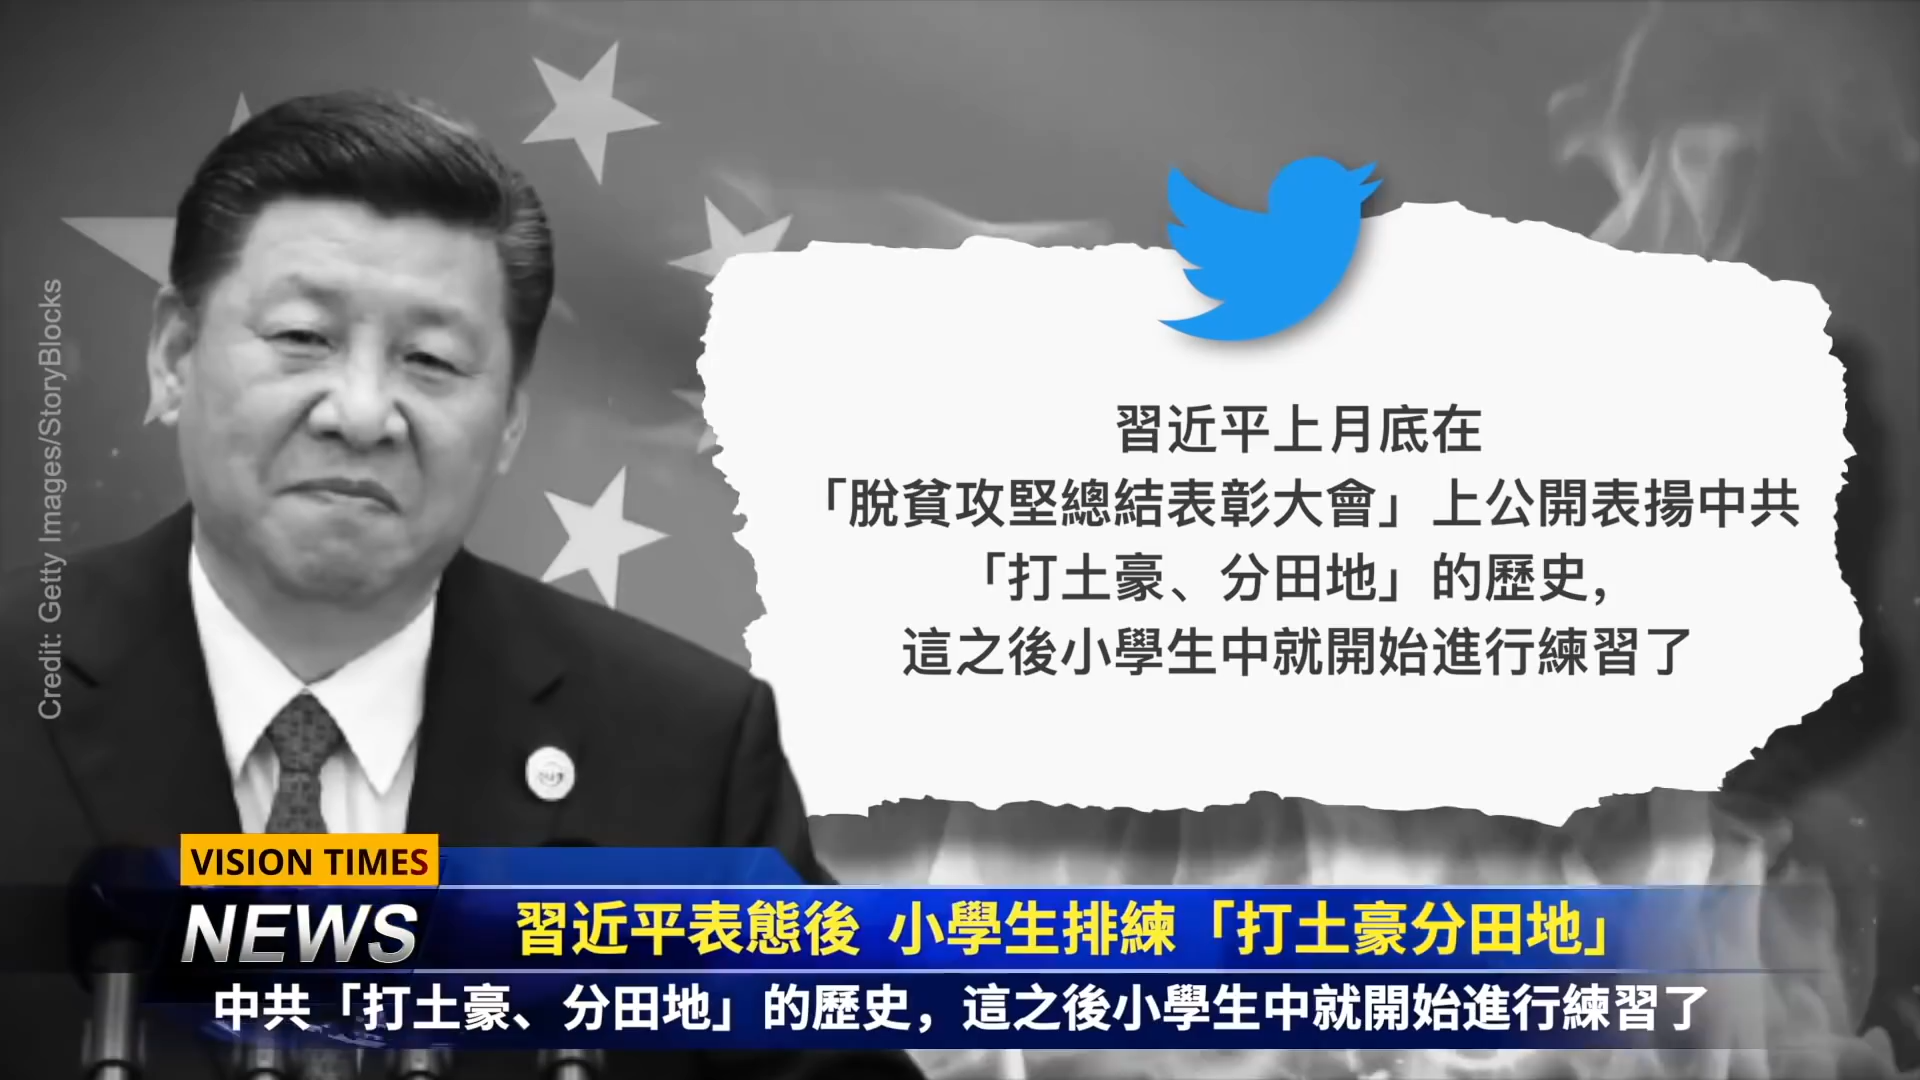 習近平上月底在
「脫貧攻堅總結表彰大會」上公開表揚中共
「打土豪、分田地」的歷史,
這之後小學生中就開始進行練習了
Credit: Getty Images/StoryBlocks
VISION TIMES
NEWS
習近平表態後 小學生排練「打土豪分田地」
中共「打土豪、分田地」的歷史，這之後小學生中就開始進行練習了